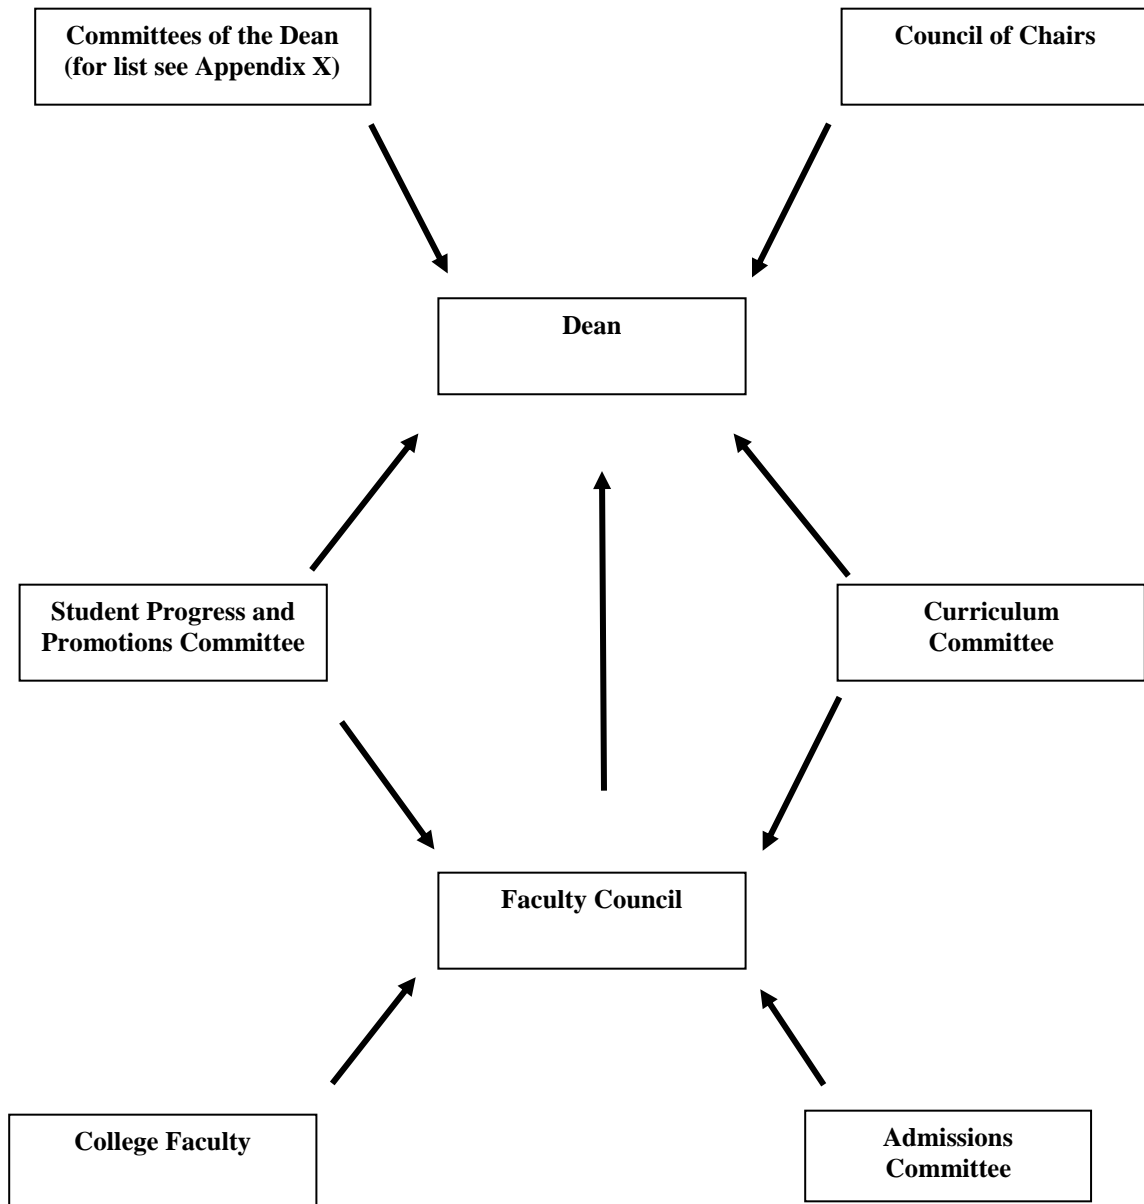 Committees of the Dean
(for list see Appendix X)
Council of Chairs
Dean
Student Progress and
Promotions Committee
Curriculum
Committee
Faculty Council
College Faculty
Admissions
Committee